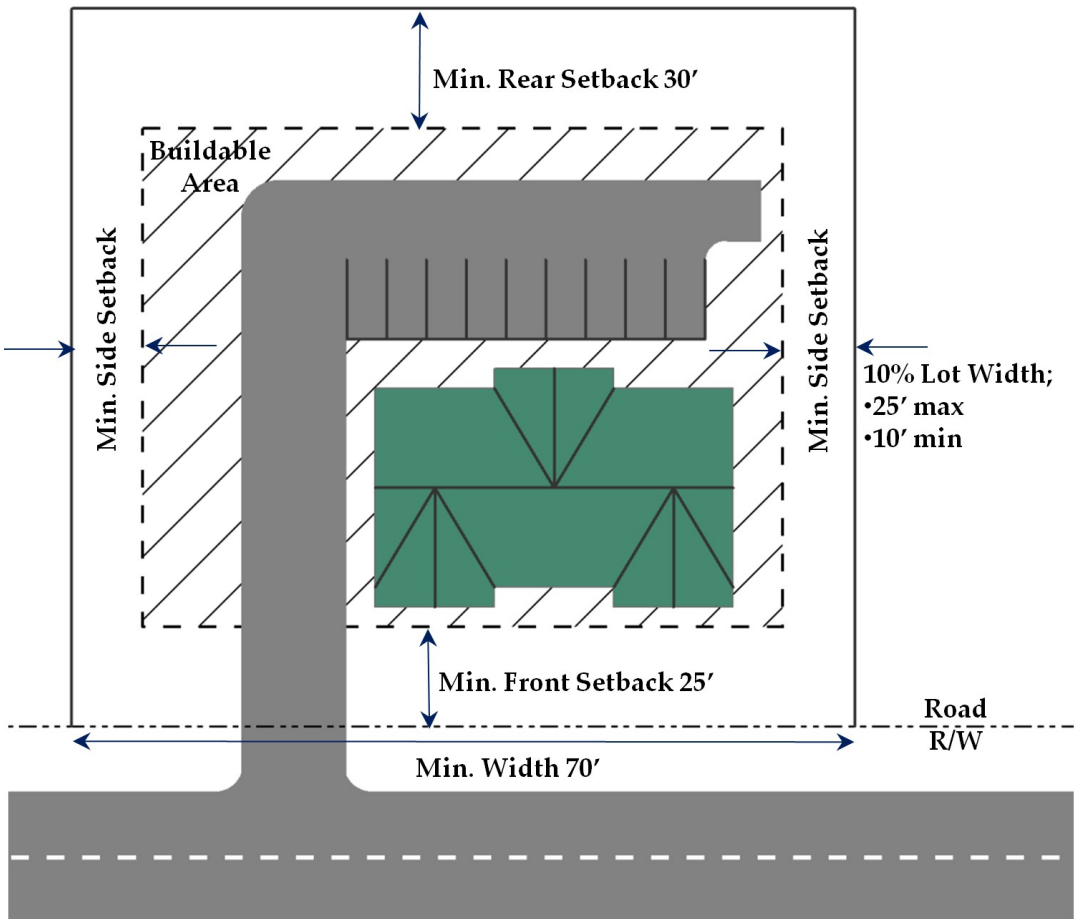 Min. Rear Setback 30’
Buildable
Area
Min. Side Setback
Min. Side Setback
10% Lot Width;
•25’ max
•10’ min
Min. Front Setback 25’
Road
R/W
Min. Width 70’